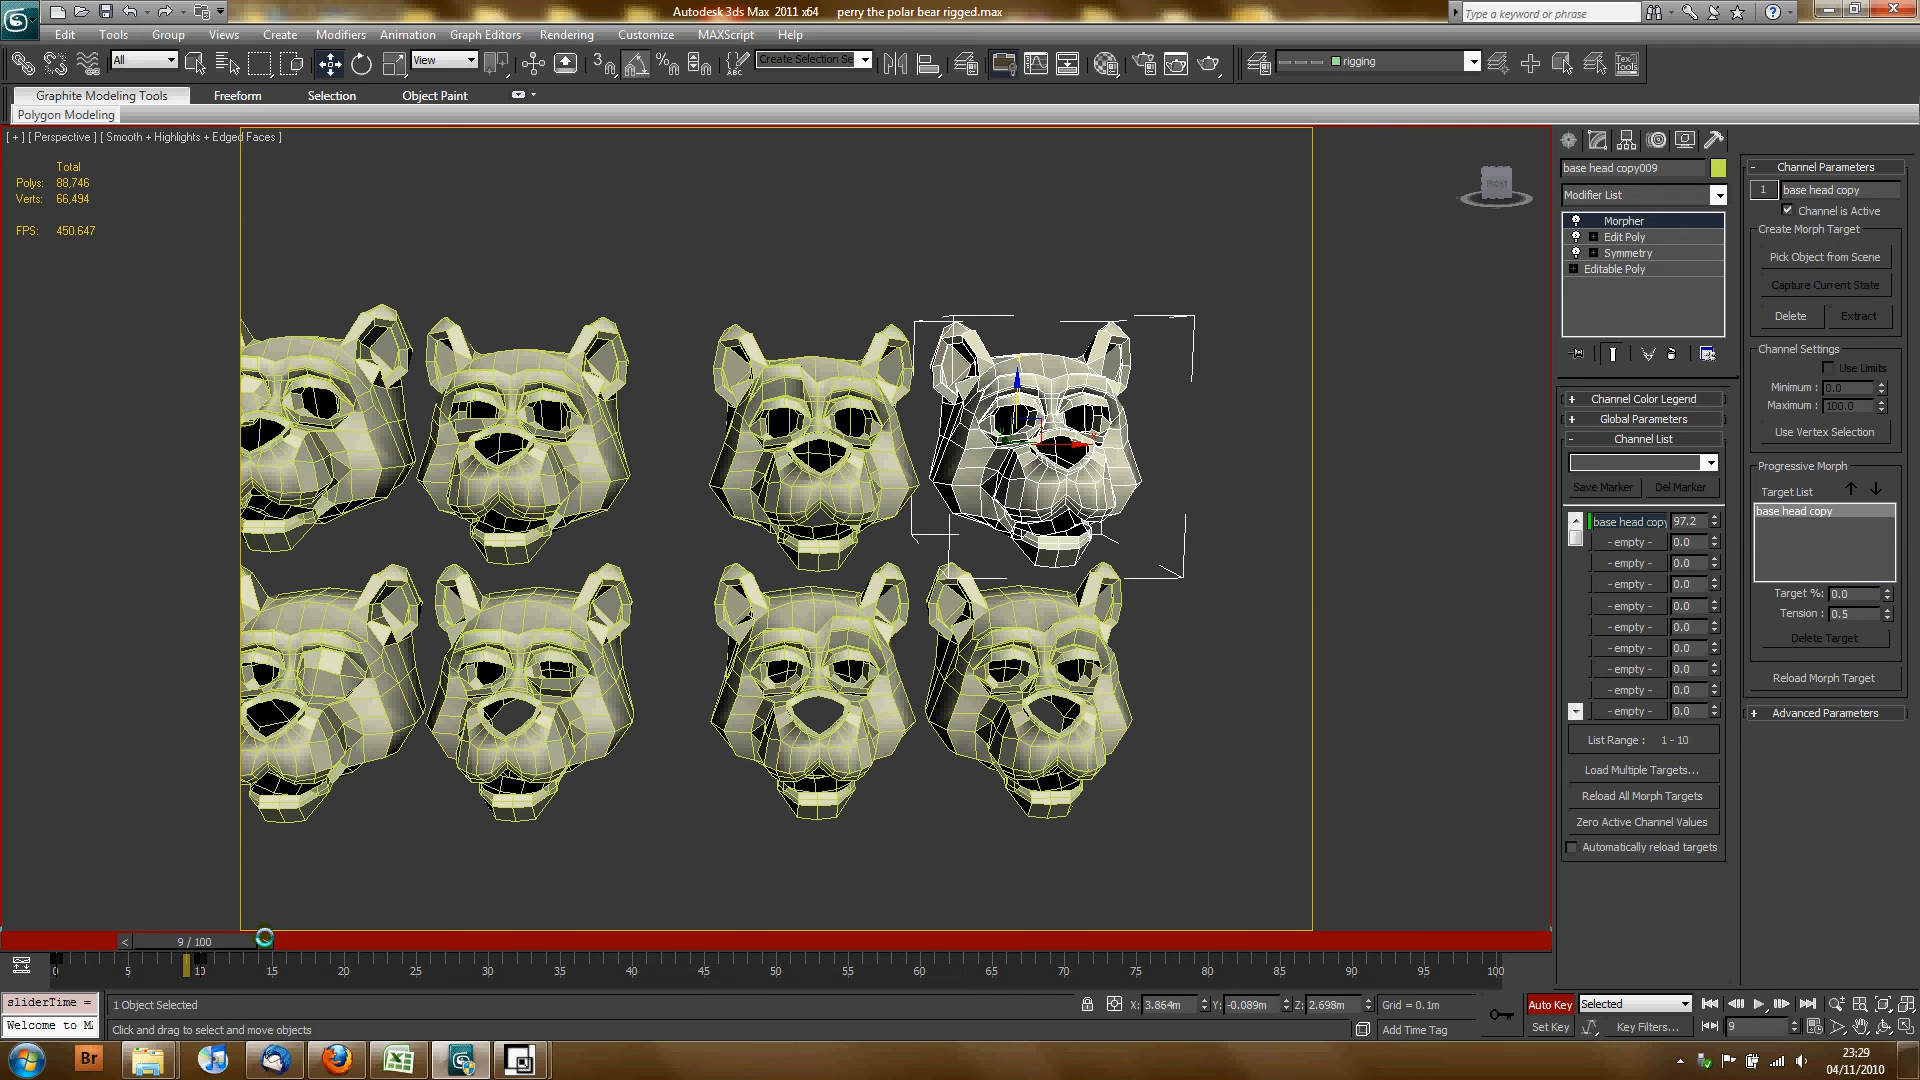 Autodesk 3ds Max 2011 x64 perry the polar bear rigged.max
Type a keyword or phrase
Edit Tools Group Views Create Modifiers Animation Graph Editors Rendering Customize MAXScript Help
All View Create Selection Se rigging
Graphite Modeling Tools Freeform Selection Object Paint
Polygon Modeling
[ + ] [ Perspective ] [ Smooth + Highlights + Edged Faces ]
Total
Polys: 88,746
Verts: 66,494
FPS: 450.647
base head copy009
Modifier List
Morpher
Edit Poly
Symmetry
Editable Poly
Channel Color Legend
Global Parameters
Channel List
Save Marker Del Marker
base head copy 97.2
- empty - 0.0
- empty - 0.0
- empty - 0.0
- empty - 0.0
- empty - 0.0
- empty - 0.0
- empty - 0.0
- empty - 0.0
- empty - 0.0
List Range : 1 - 10
Load Multiple Targets...
Reload All Morph Targets
Zero Active Channel Values
Automatically reload targets
Channel Parameters
1 base head copy
Channel is Active
Create Morph Target
Pick Object from Scene
Capture Current State
Delete Extract
Channel Settings
Use Limits
Minimum : 0.0
Maximum : 100.0
Use Vertex Selection
Progressive Morph
Target List
base head copy
Target %: 0.0
Tension : 0.5
Delete Target
Reload Morph Target
Advanced Parameters
< 9 / 100
0 5 10 15 20 25 30 35 40 45 50 55 60 65 70 75 80 85 90 95 100
sliderTime =
Welcome to M
1 Object Selected
Click and drag to select and move objects
X: 3.864m Y: -0.089m Z: 2.698m Grid = 0.1m
Add Time Tag
Auto Key Selected
Set Key Key Filters... 9
Br
23:29
04/11/2010